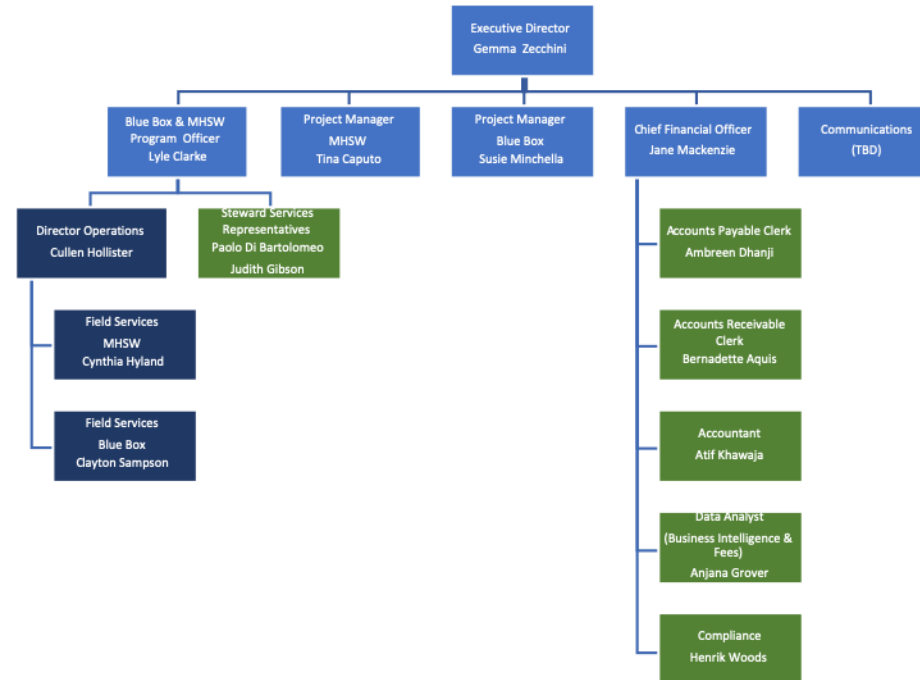 Executive Director
Gemma Zecchini
Blue Box & MHSW
Program Officer
Lyle Clarke
Project Manager
MHSW
Tina Caputo
Project Manager
Blue Box
Susie Minchella
Chief Financial Officer
Jane Mackenzie
Communications
(TBD)
Director Operations
Cullen Hollister
Steward Services
Representatives
Paolo Di Bartolomeo
Judith Gibson
Accounts Payable Clerk
Ambreen Dhanji
Field Services
MHSW
Cynthia Hyland
Accounts Receivable
Clerk
Bernadette Aquis
Field Services
Blue Box
Clayton Sampson
Accountant
Atif Khawaja
Data Analyst
(Business Intelligence &
Fees)
Anjana Grover
Compliance
Henrik Woods